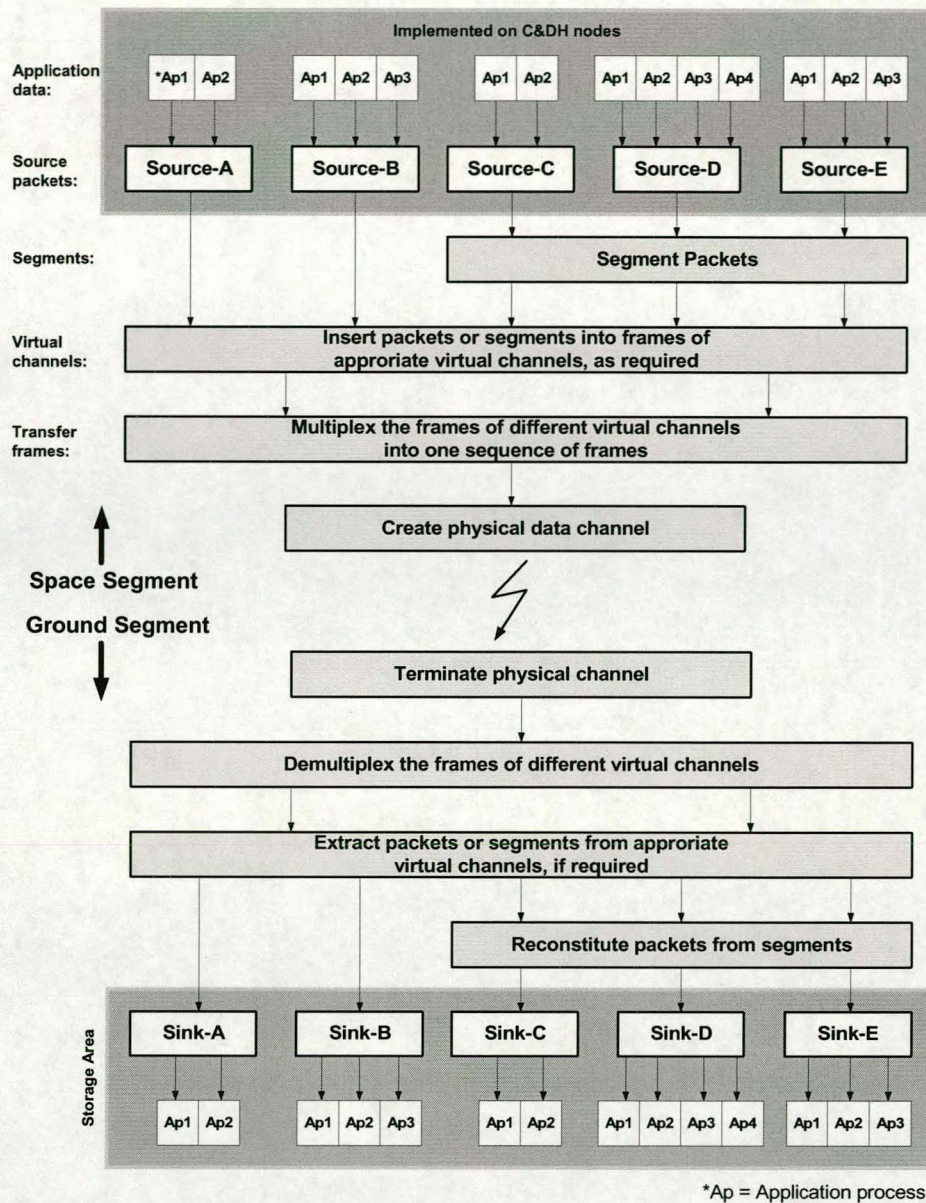 Implemented on C&DH nodes
Application data:
*Ap1 Ap2 Ap1 Ap2 Ap3 Ap1 Ap2 Ap1 Ap2 Ap3 Ap4 Ap1 Ap2 Ap3
Source packets:
Source-A Source-B Source-C Source-D Source-E
Segments:
Segment Packets
Virtual channels:
Insert packets or segments into frames of
approriate virtual channels, as required
Transfer frames:
Multiplex the frames of different virtual channels
into one sequence of frames
Create physical data channel
Space Segment
Ground Segment
Terminate physical channel
Demultiplex the frames of different virtual channels
Extract packets or segments from approriate
virtual channels, if required
Reconstitute packets from segments
Storage Area
Sink-A Sink-B Sink-C Sink-D Sink-E
Ap1 Ap2 Ap1 Ap2 Ap3 Ap1 Ap2 Ap1 Ap2 Ap3 Ap4 Ap1 Ap2 Ap3
*Ap = Application process